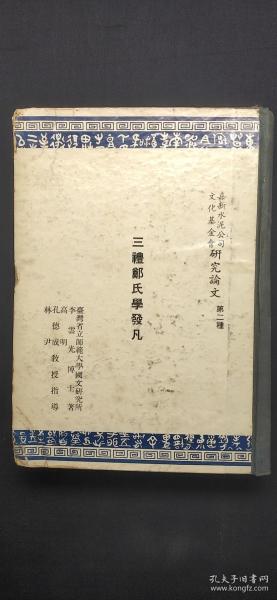 嘉新水泥公司
文化基金會
研究論文 第二種
三禮鄭氏學發凡
臺灣省立師範大學國文研究所
李雲光博士著
高明
孔德成教授指導
林尹
孔夫子旧书网